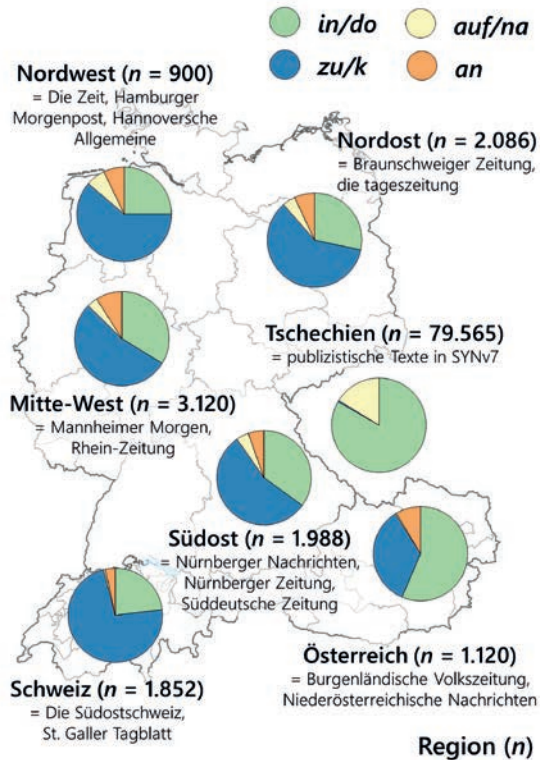 in/do
auf/na
zu/k
an
Nordwest (n = 900)
= Die Zeit, Hamburger
Morgenpost, Hannoversche
Allgemeine
Nordost (n = 2.086)
= Braunschweiger Zeitung,
die tageszeitung
Tschechien (n = 79.565)
= publizistische Texte in SYNv7
Mitte-West (n = 3.120)
= Mannheimer Morgen,
Rhein-Zeitung
Südost (n = 1.988)
= Nürnberger Nachrichten,
Nürnberger Zeitung,
Süddeutsche Zeitung
Österreich (n = 1.120)
= Burgenländische Volkszeitung,
Niederösterreichische Nachrichten
Schweiz (n = 1.852)
= Die Südostschweiz,
St. Galler Tagblatt
Region (n)